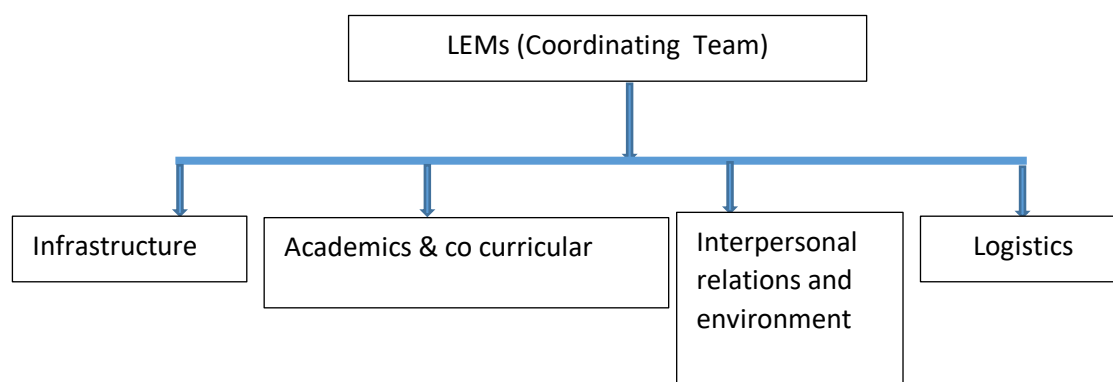 LEMs (Coordinating Team)
Infrastructure
Academics & co curricular
Interpersonal
relations and
environment
Logistics